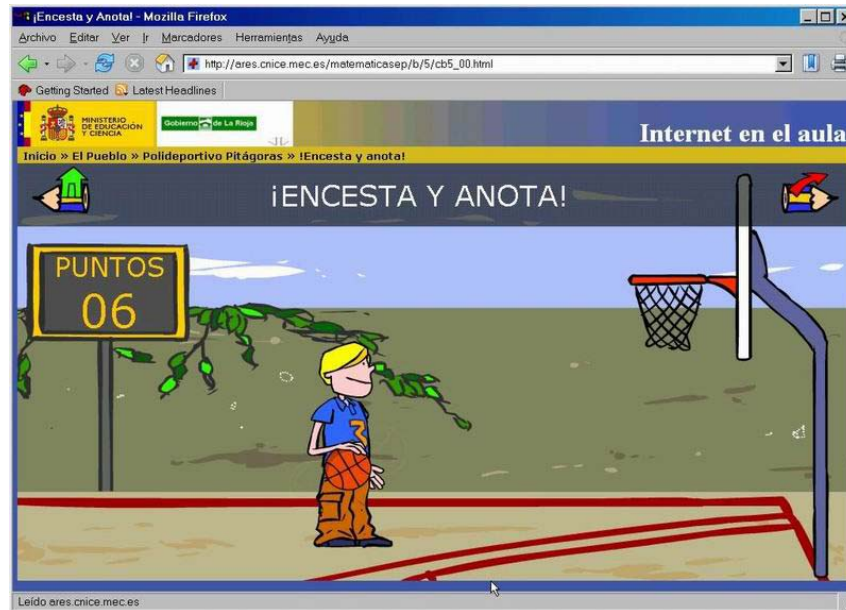 ¡Encesta y Anota! - Mozilla Firefox
Archivo Editar Ver Ir Marcadores Herramientas Ayuda
http://ares.cnice.mec.es/matematicasep/b/5/cb5_00.html
Getting Started Latest Headlines
MINISTERIO
DE EDUCACIÓN
Y CIENCIA
Gobierno de La Rioja
Internet en el aula
Inicio » El Pueblo » Polideportivo Pitágoras » !Encesta y anota!
¡ENCESTA Y ANOTA!
PUNTOS
06
Leído ares.cnice.mec.es